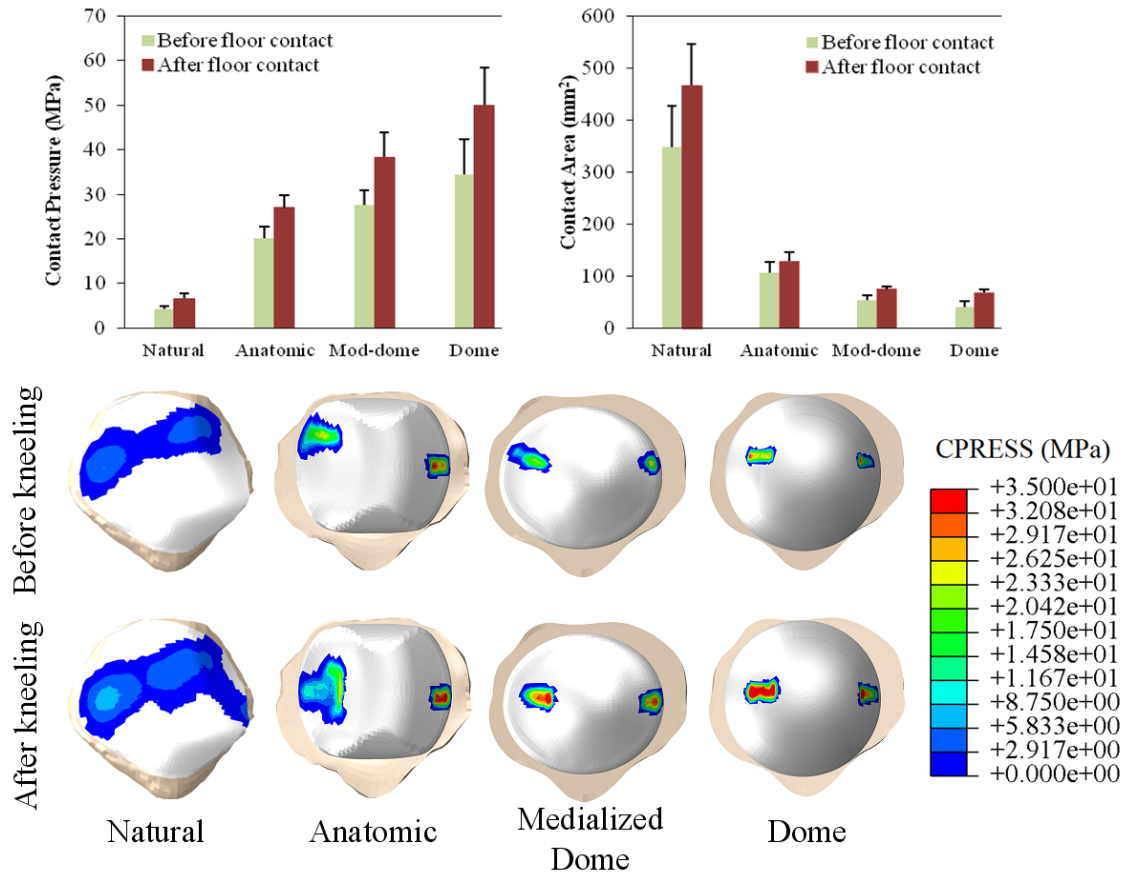 70
60
50
40
30
20
10
0
Contact Pressure (MPa)
Before floor contact
After floor contact
Natural Anatomic Mod-dome Dome
600
500
400
300
200
100
0
Contact Area (mm²)
Before floor contact
After floor contact
Natural Anatomic Mod-dome Dome
Before kneeling
After kneeling
CPRESS (MPa)
+3.500e+01
+3.208e+01
+2.917e+01
+2.625e+01
+2.333e+01
+2.042e+01
+1.750e+01
+1.458e+01
+1.167e+01
+8.750e+00
+5.833e+00
+2.917e+00
+0.000e+00
Natural
Anatomic
Medialized
Dome
Dome